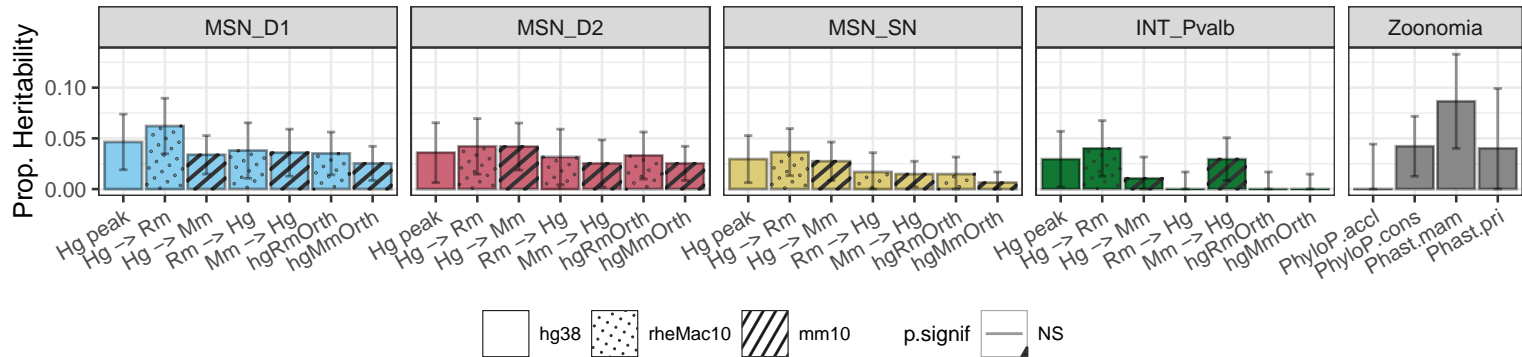 MSN_D1 MSN_D2 MSN_SN INT_Pvalb Zoonomia
Prop. Heritability
0.10
0.05
0.00
Hg peak Hg −> Rm Hg −> Mm Rm −> Hg Mm −> Hg hgRmOrth hgMmOrth
Hg peak Hg −> Rm Hg −> Mm Rm −> Hg Mm −> Hg hgRmOrth hgMmOrth
Hg peak Hg −> Rm Hg −> Mm Rm −> Hg Mm −> Hg hgRmOrth hgMmOrth
Hg peak Hg −> Rm Hg −> Mm Rm −> Hg Mm −> Hg hgRmOrth hgMmOrth
PhyloP.accl PhyloP.cons Phast.mam Phast.pri
hg38 rheMac10 mm10 p.signif NS